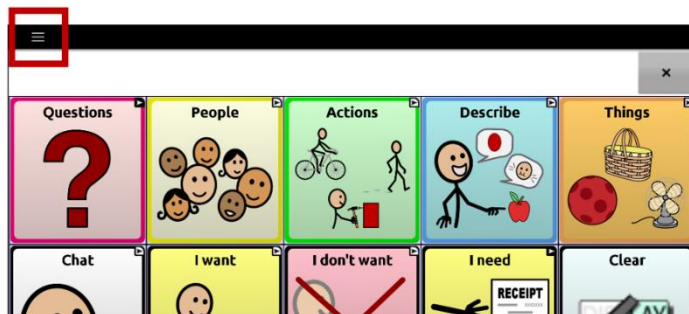 Questions People Actions Describe Things
Chat I want I don't want I need Clear
RECEIPT